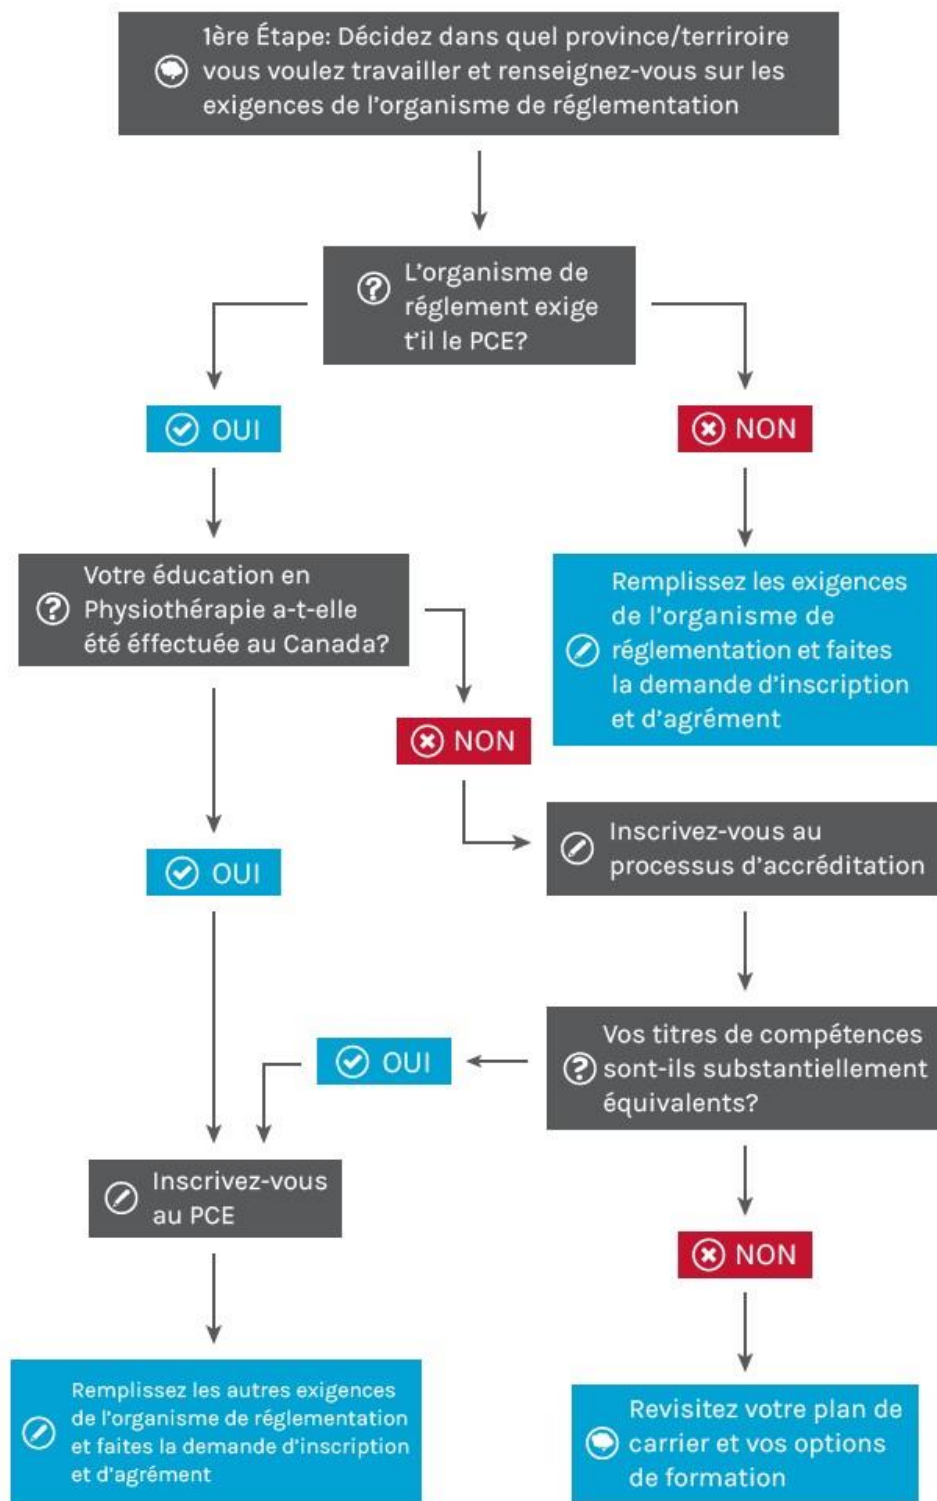 1ère Étape: Décidez dans quel province/terriroire
vous voulez travailler et renseignez-vous sur les
exigences de l'organisme de réglementation
L'organisme de
réglement exige
t'il le PCE?
OUI
NON
Votre éducation en
Physiothérapie a-t-elle
été éffectuée au Canada?
Remplissez les exigences
de l'organisme de
réglementation et faites
la demande d'inscription
et d'agrément
NON
Inscrivez-vous au
processus d'accréditation
OUI
Vos titres de compétences
sont-ils substantiellement
équivalents?
OUI
Inscrivez-vous
au PCE
NON
Remplissez les autres exigences
de l'organisme de réglementation
et faites la demande d'inscription
et d'agrément
Revisitez votre plan de
carrier et vos options
de formation